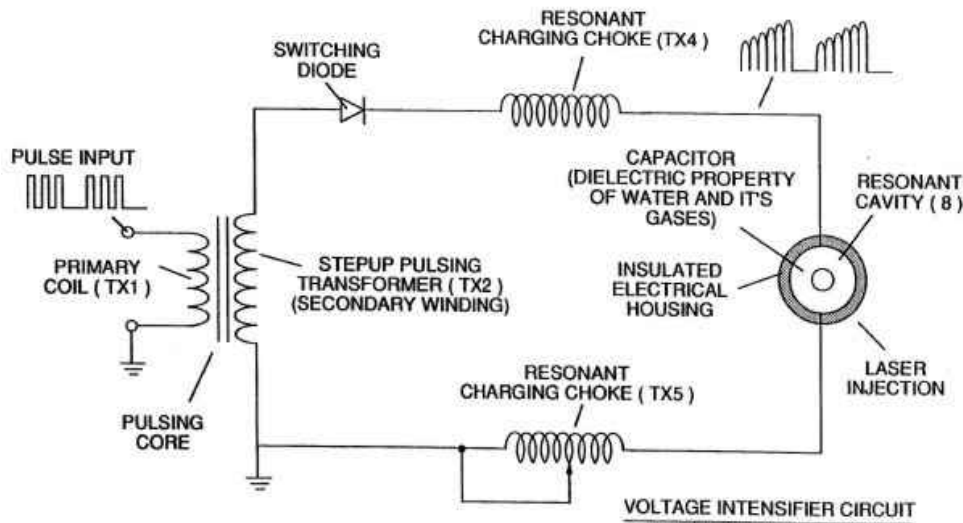 RESONANT
CHARGING CHOKE (TX4)
SWITCHING
DIODE
PULSE INPUT
CAPACITOR
(DIELECTRIC PROPERTY
OF WATER AND IT'S
GASES)
RESONANT
CAVITY ( 8 )
PRIMARY
COIL ( TX1 )
STEPUP PULSING
TRANSFORMER ( TX2 )
(SECONDARY WINDING)
INSULATED
ELECTRICAL
HOUSING
LASER
INJECTION
PULSING
CORE
RESONANT
CHARGING CHOKE ( TX5 )
VOLTAGE INTENSIFIER CIRCUIT